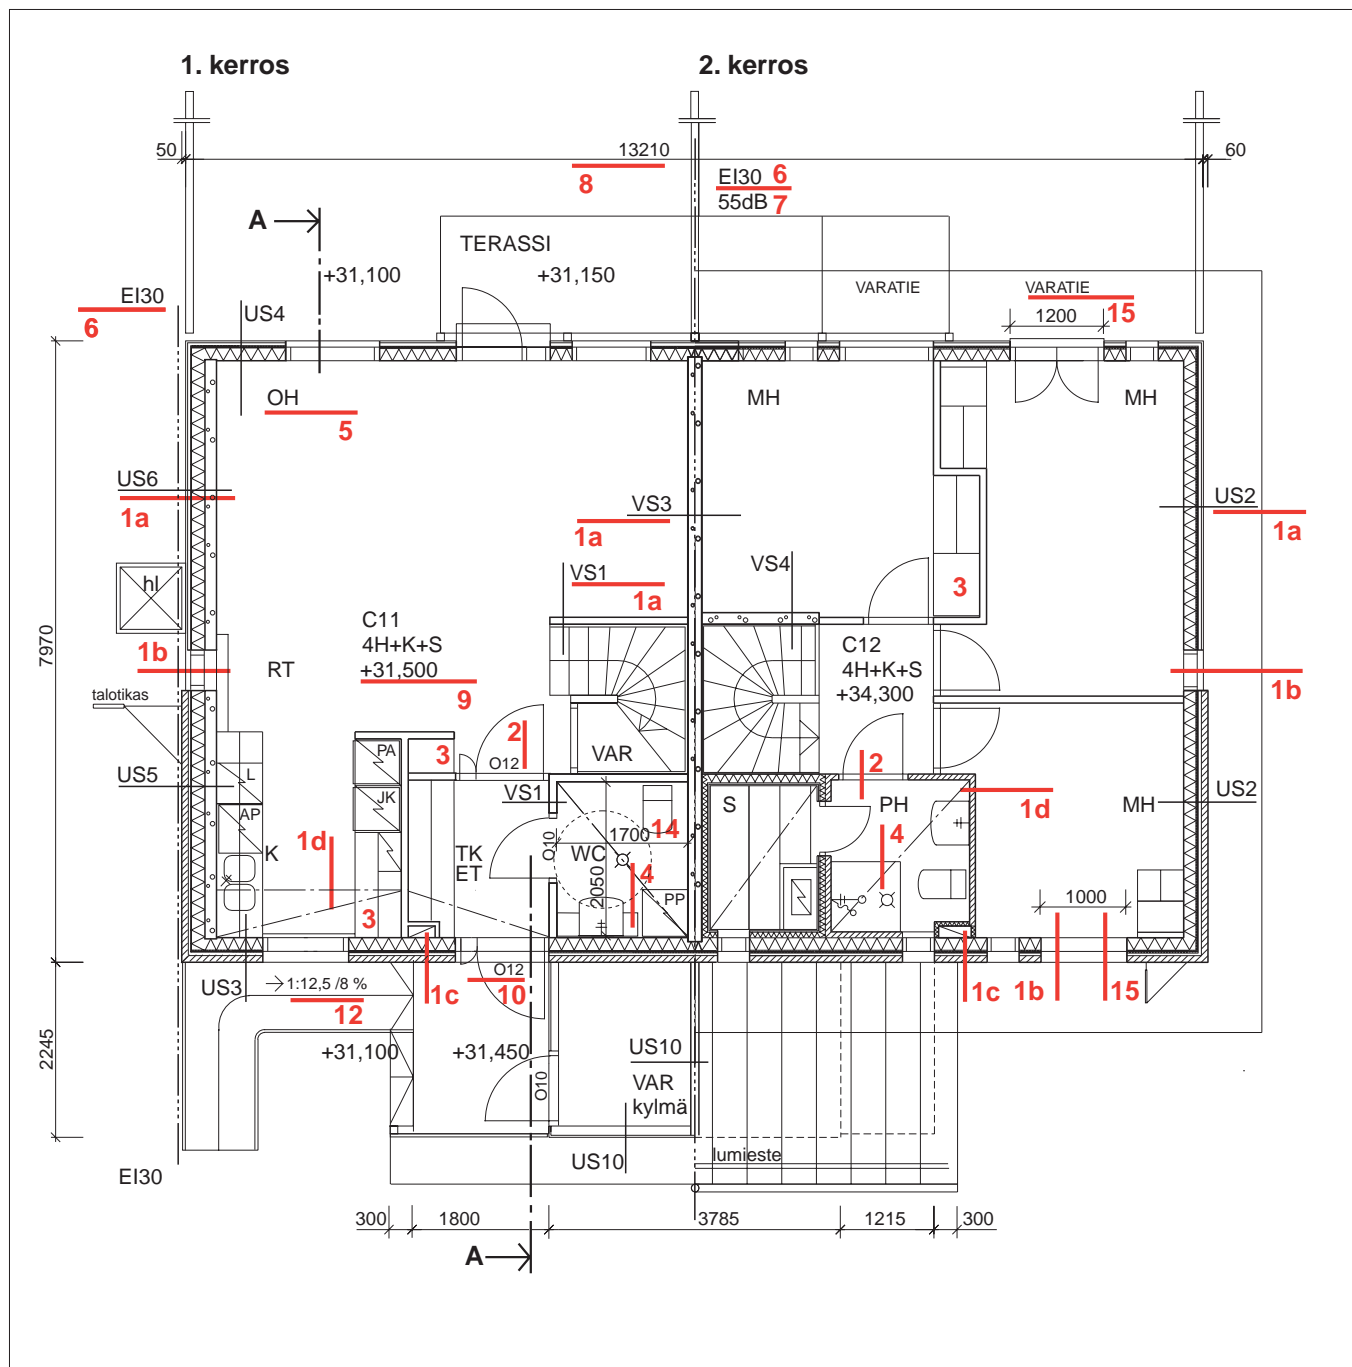 1. kerros
2. kerros
50
13210
60
8
EI30 6
55dB 7
A
TERASSI
+31,100
+31,150
VARATIE
VARATIE
15
1200
EI30
6
US4
OH
5
MH
MH
US6
1a
VS3
1a
US2
1a
VS1
1a
VS4
hl
3
7970
C11
4H+K+S
+31,500
9
C12
4H+K+S
+34,300
1b
RT
1b
talotikas
2
3
O12
VAR
PA
2
US5
L
JK
VS1
S
PH
1d
MH
US2
AP
1d
K
TK
ET
O10
WC
1700
14
2050
4
PP
4
1000
3
US3
1:12,5 /8 %
12
1c
O12
10
1c
1b
15
+31,100
+31,450
2245
US10
VAR
kylmä
O10
US10
lumieste
EI30
300
1800
3785
1215
300
A